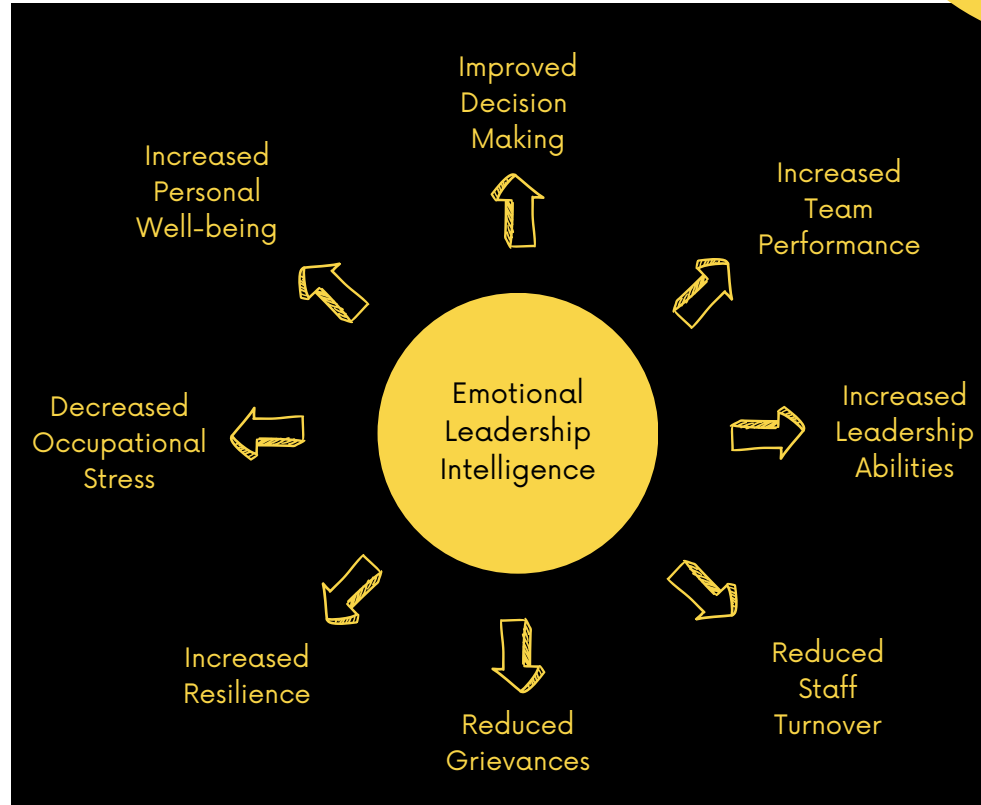 Improved
Decision
Making
Increased
Team
Performance
Increased
Leadership
Abilities
Reduced
Staff
Turnover
Reduced
Grievances
Increased
Resilience
Decreased
Occupational
Stress
Increased
Personal
Well-being
Emotional
Leadership
Intelligence